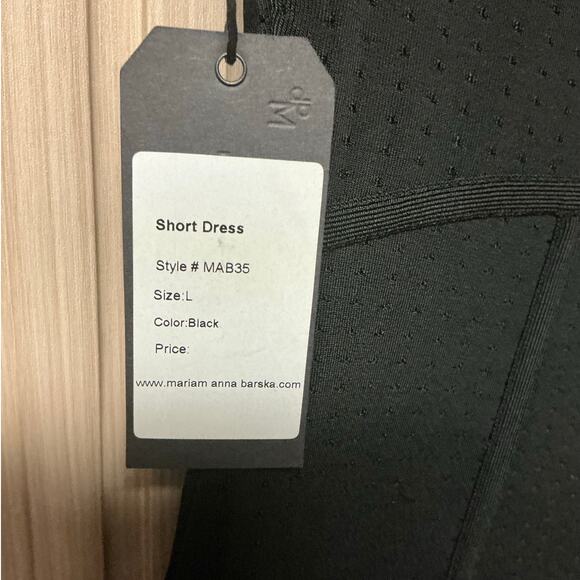 Short Dress
Style # MAB35
Size:L
Color:Black
Price:
www.mariam anna barska.com